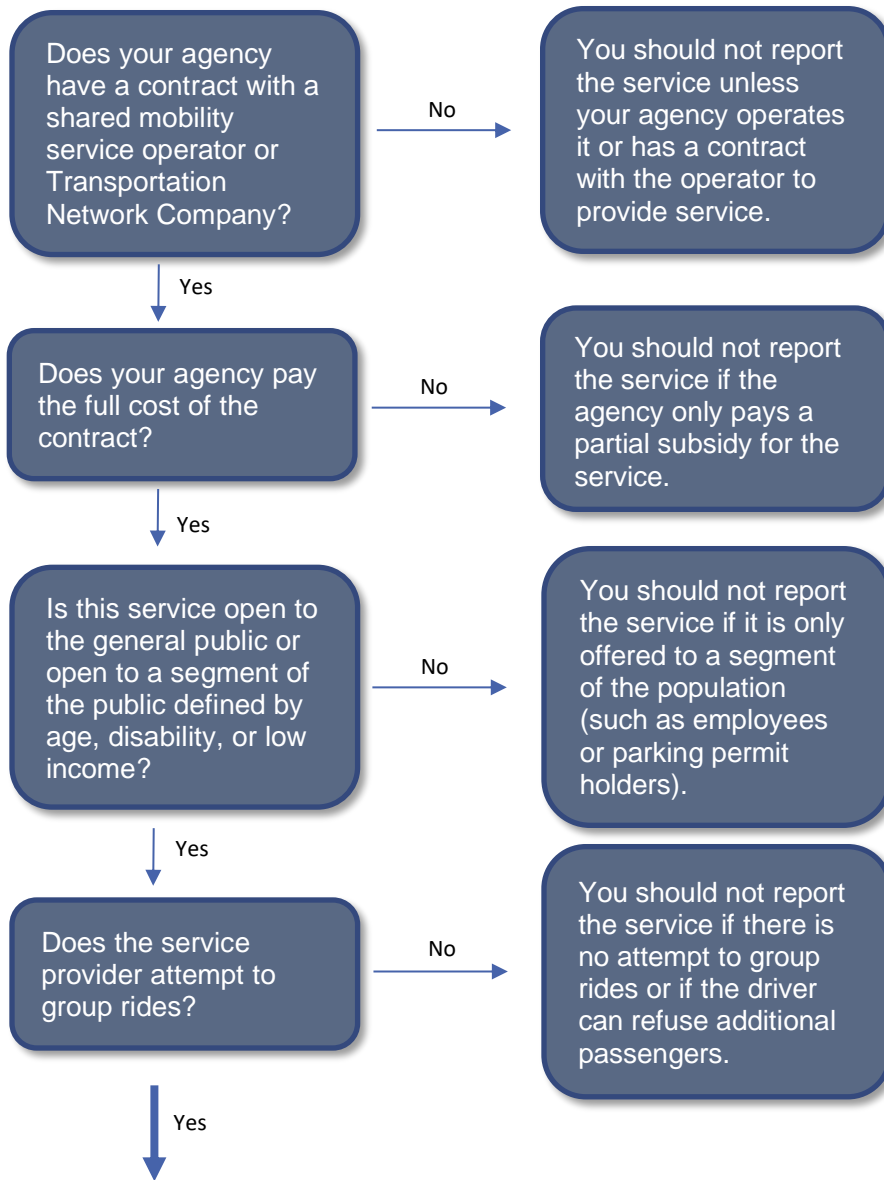 Does your agency
have a contract with a
shared mobility
service operator or
Transportation
Network Company?
No
You should not report
the service unless
your agency operates
it or has a contract
with the operator to
provide service.
Yes
Does your agency pay
the full cost of the
contract?
No
You should not report
the service if the
agency only pays a
partial subsidy for the
service.
Yes
Is this service open to
the general public or
open to a segment of
the public defined by
age, disability, or low
income?
No
You should not report
the service if it is only
offered to a segment
of the population
(such as employees
or parking permit
holders).
Yes
Does the service
provider attempt to
group rides?
No
You should not report
the service if there is
no attempt to group
rides or if the driver
can refuse additional
passengers.
Yes